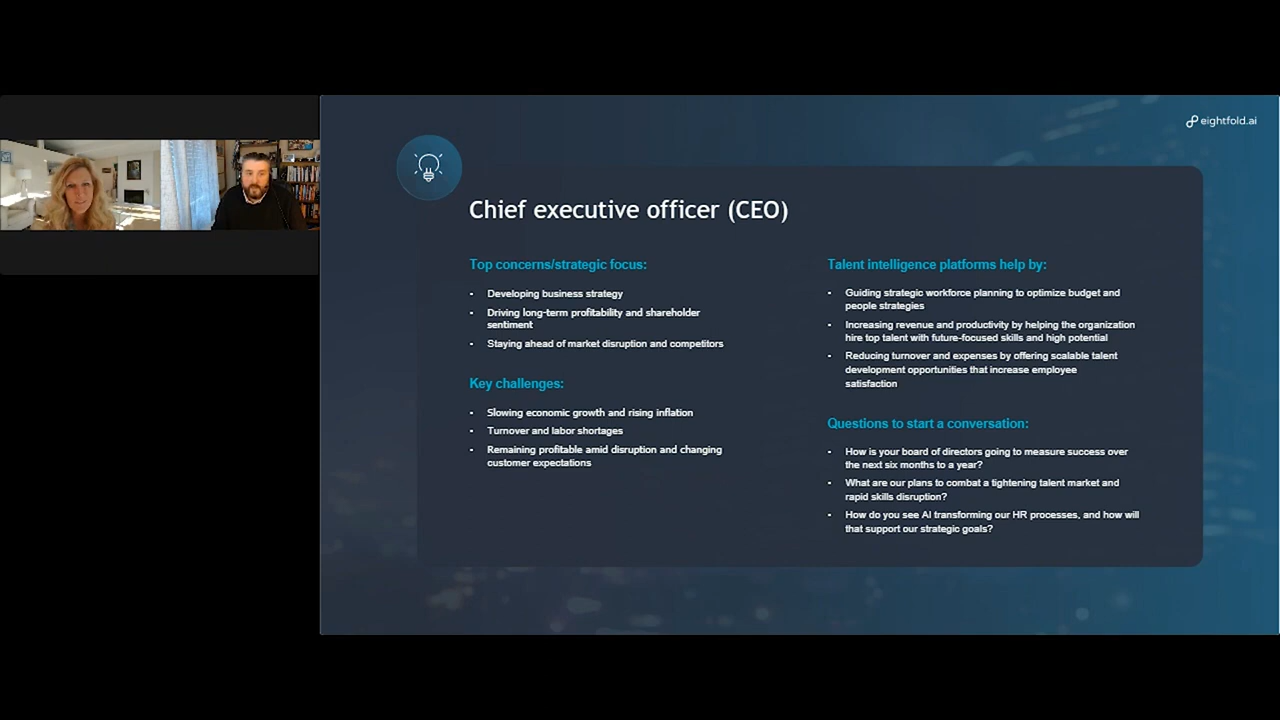 eightfold.ai
Chief executive officer (CEO)
Top concerns/strategic focus:
▪ Developing business strategy
▪ Driving long-term profitability and shareholder
sentiment
▪ Staying ahead of market disruption and competitors
Key challenges:
▪ Slowing economic growth and rising inflation
▪ Turnover and labor shortages
▪ Remaining profitable amid disruption and changing
customer expectations
Talent intelligence platforms help by:
▪ Guiding strategic workforce planning to optimize budget and
people strategies
▪ Increasing revenue and productivity by helping the organization
hire top talent with future-focused skills and high potential
▪ Reducing turnover and expenses by offering scalable talent
development opportunities that increase employee
satisfaction
Questions to start a conversation:
▪ How is your board of directors going to measure success over
the next six months to a year?
▪ What are our plans to combat a tightening talent market and
rapid skills disruption?
▪ How do you see AI transforming our HR processes, and how will
that support our strategic goals?